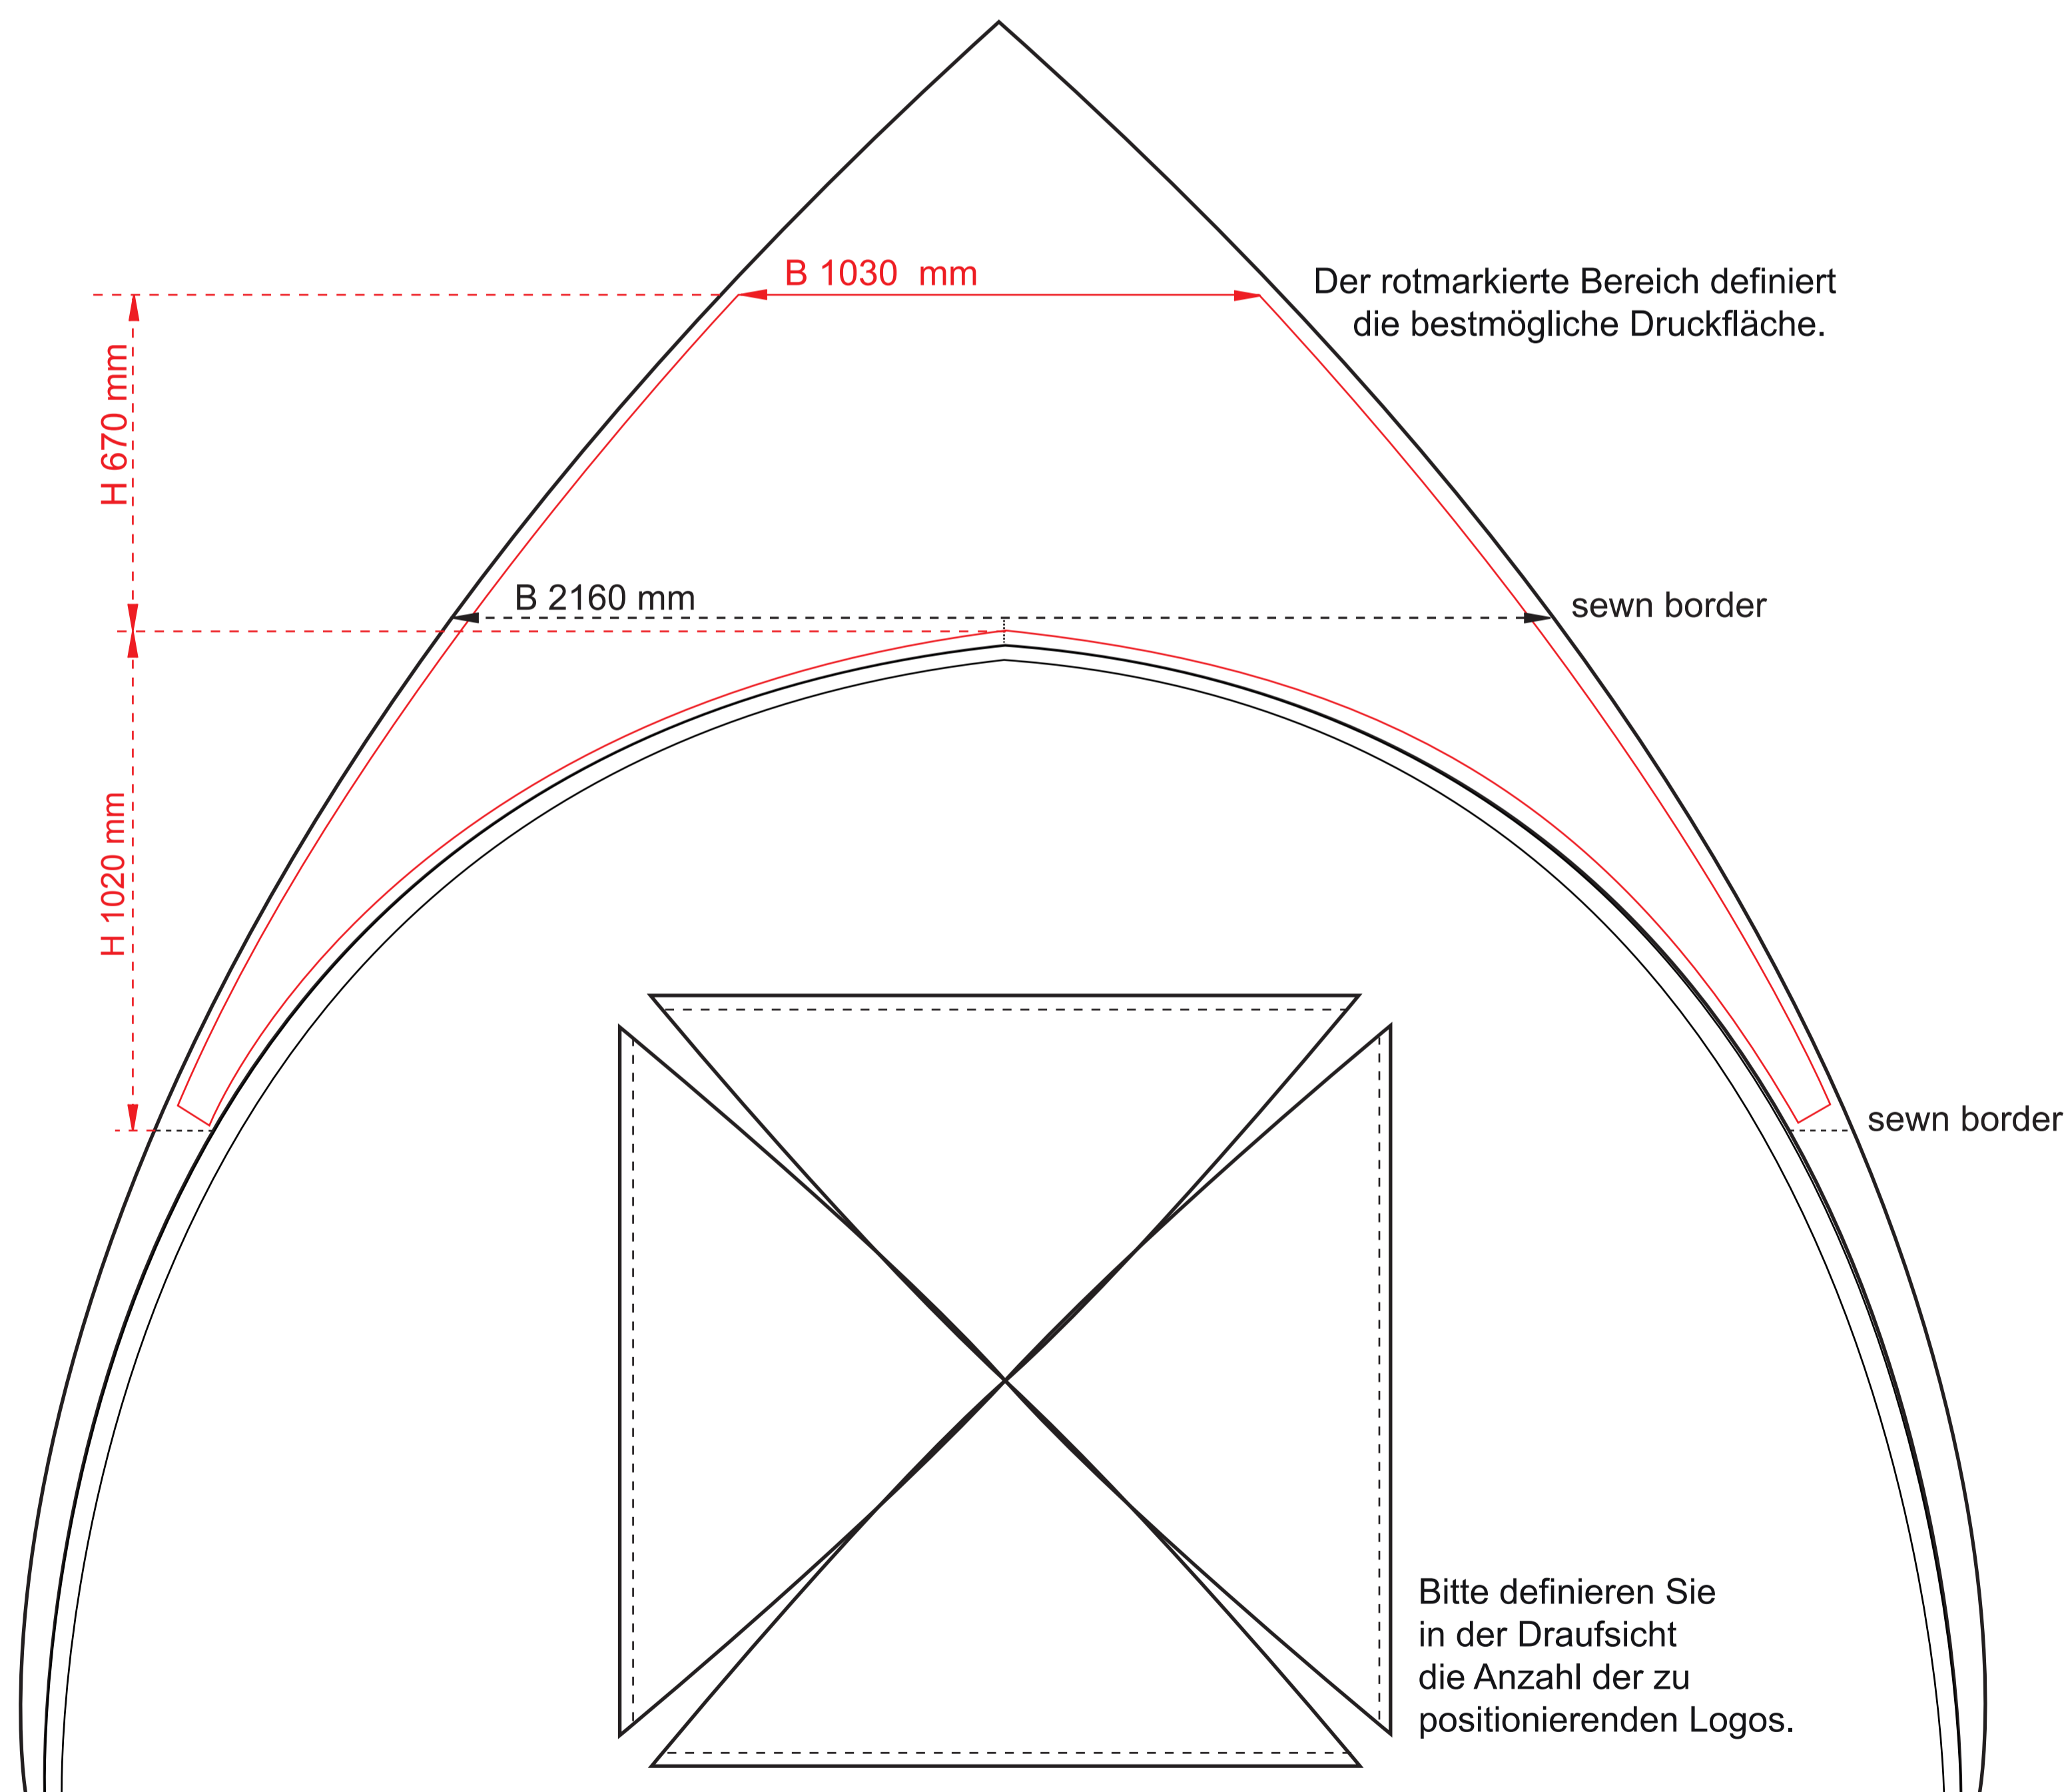 B 1030 mm
Der rotmarkierte Bereich definiert
die bestmögliche Druckfläche.
H 670 mm
B 2160 mm
sewn border
H 1020 mm
sewn border
Bitte definieren Sie
in der Draufsicht
die Anzahl der zu
positionierenden Logos.